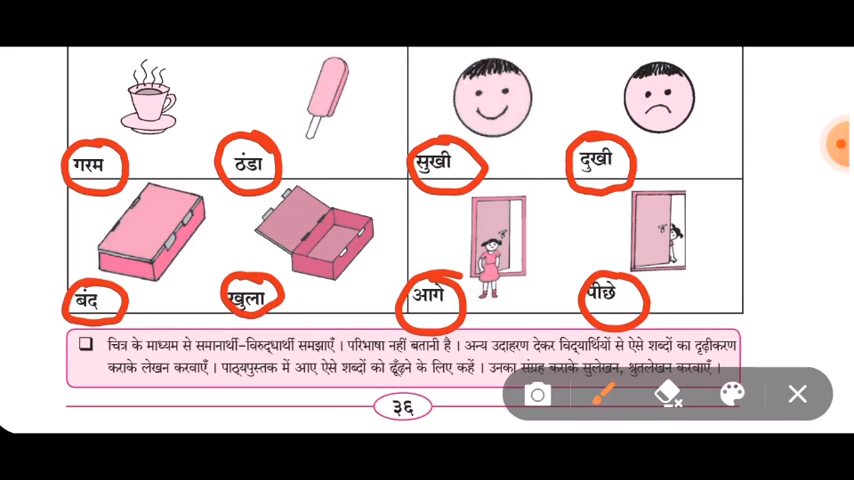 गरम ठंडा सुखी दुखी
बंद खुला आगे पीछे
चित्र के माध्यम से समानार्थी-विरुद्धार्थी समझाएँ । परिभाषा नहीं बतानी है । अन्य उदाहरण देकर विद्यार्थियों से ऐसे शब्दों का दृढ़ीकरण
कराके लेखन करवाएँ । पाठ्यपुस्तक में आए ऐसे शब्दों को ढूँढ़ने के लिए कहें । उनका संग्रह कराके सुलेखन, श्रुतलेखन करवाएँ ।
३६